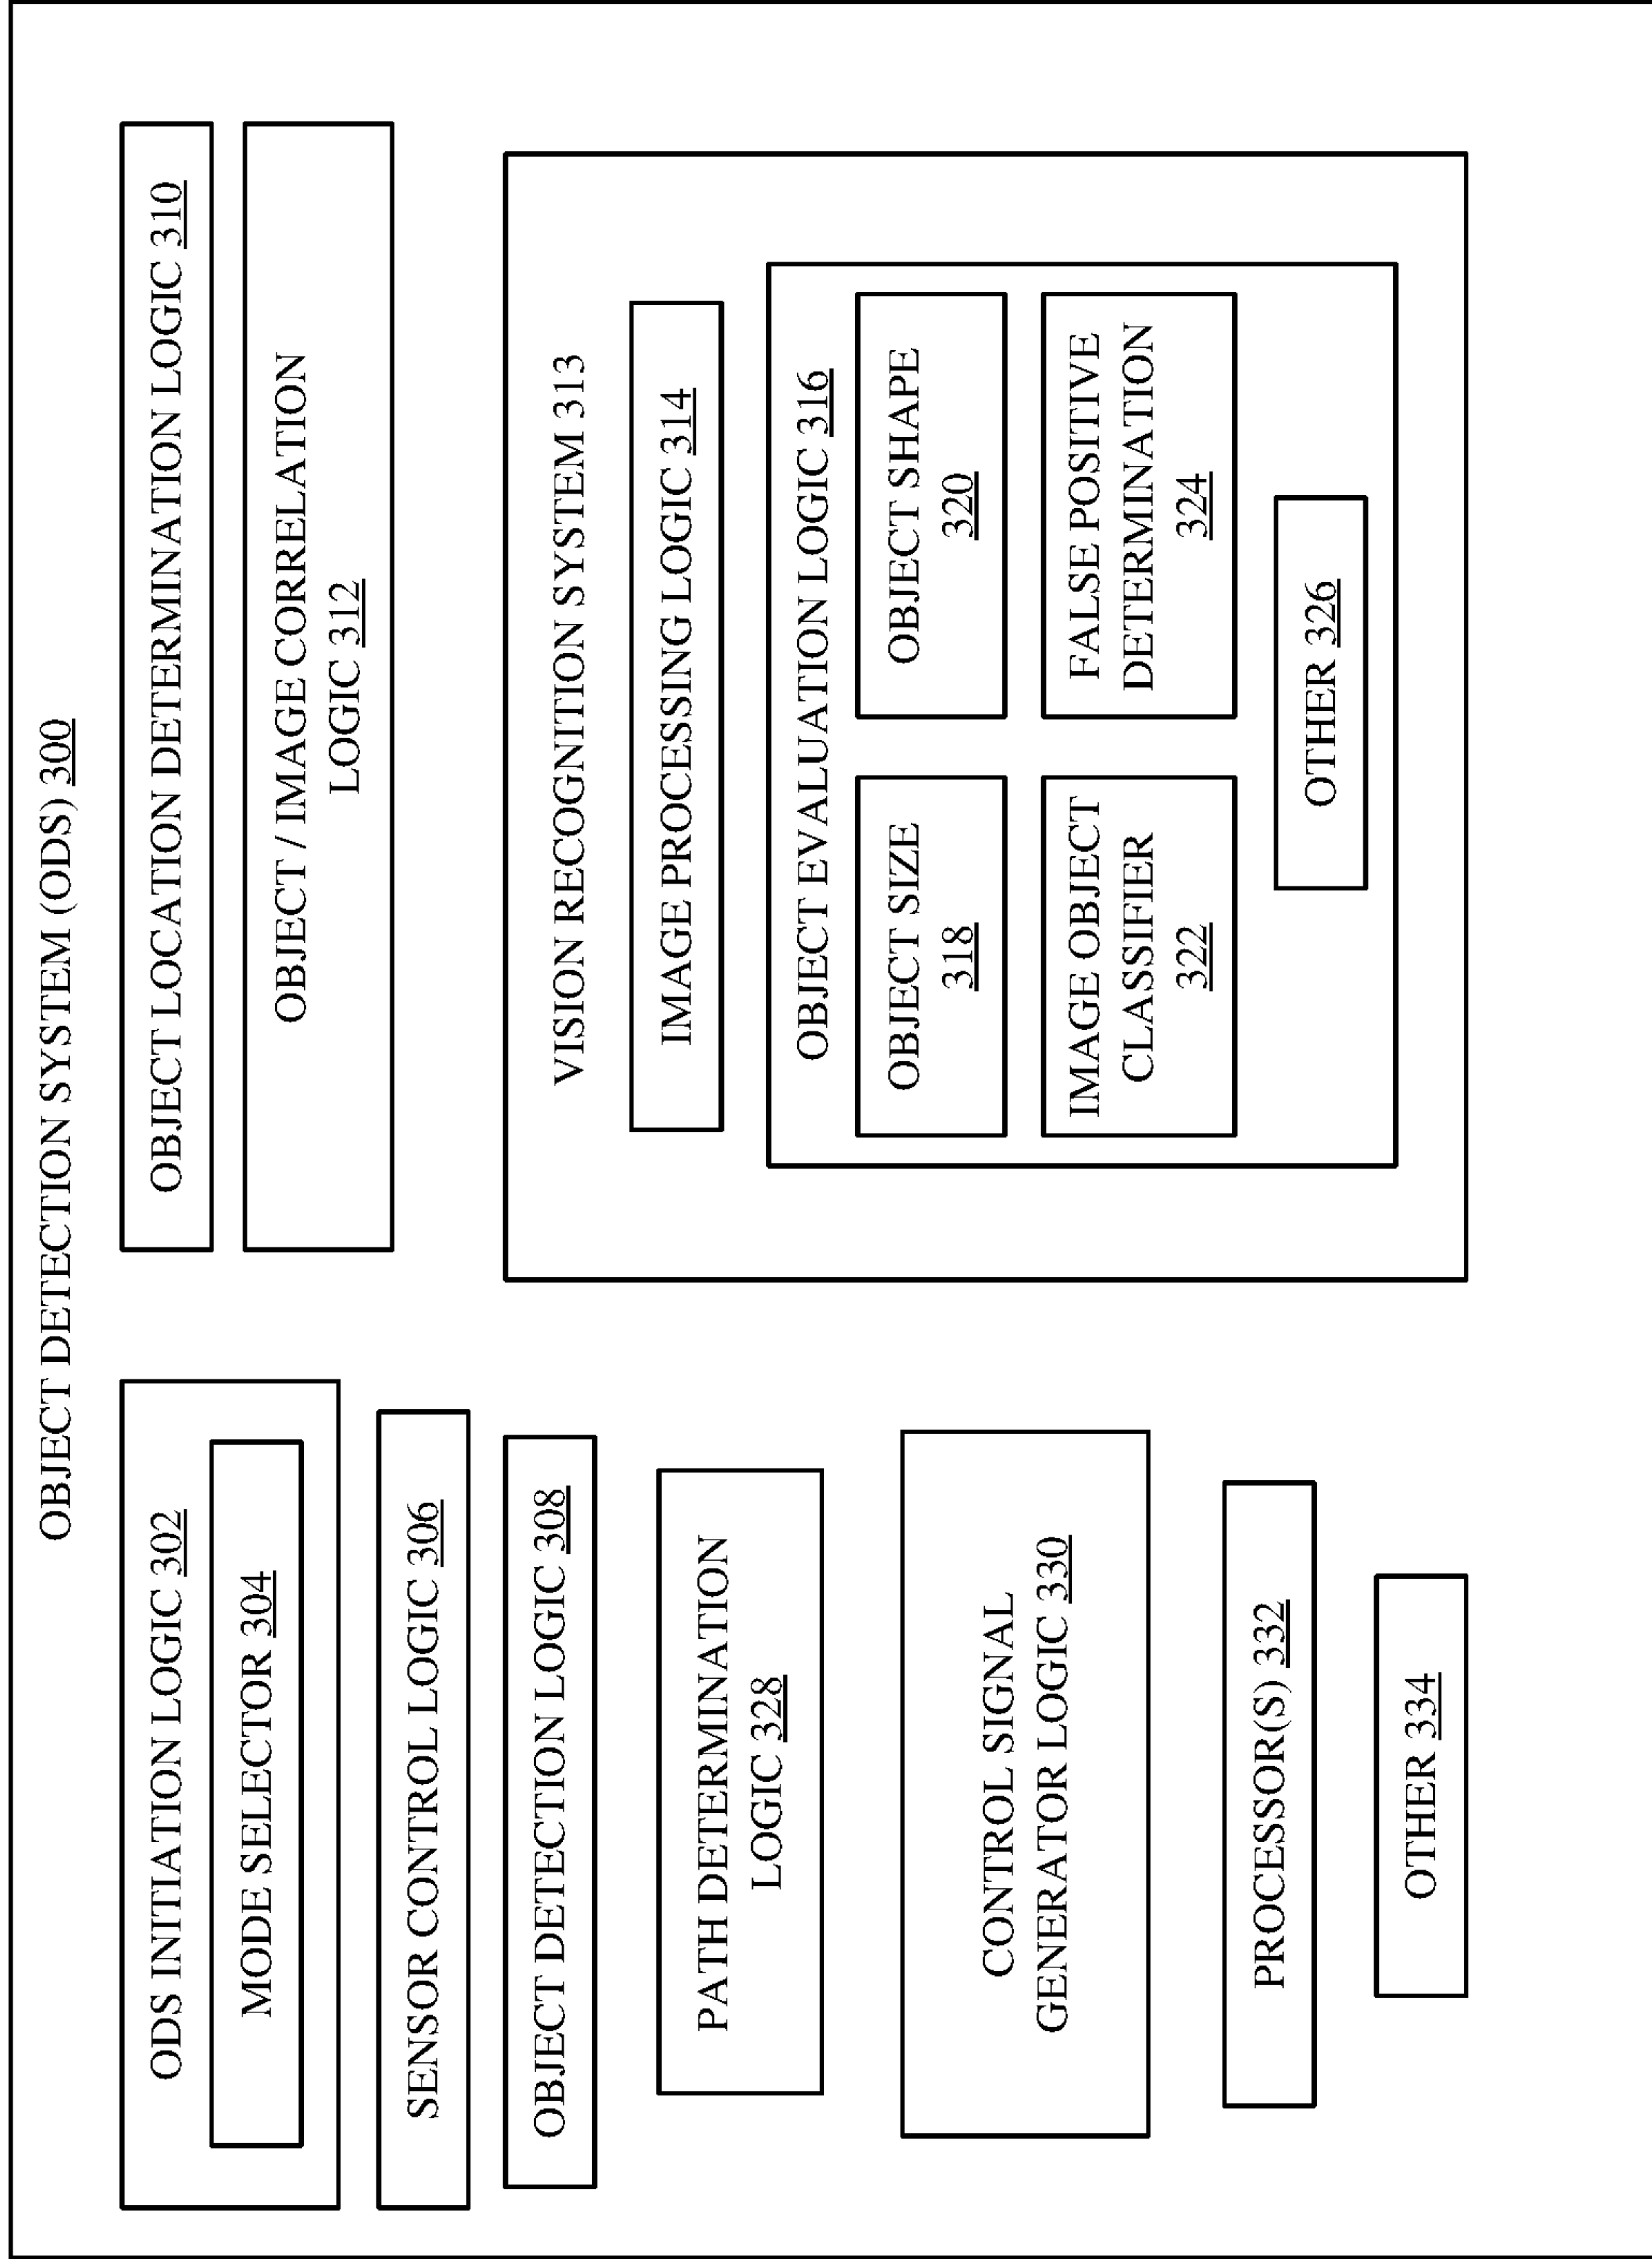 OBJECT DETECTION SYSTEM (ODS) 300
ODS INITIATION LOGIC 302
MODE SELECTOR 304
SENSOR CONTROL LOGIC 306
OBJECT DETECTION LOGIC 308
PATH DETERMINATION
LOGIC 328
CONTROL SIGNAL
GENERATOR LOGIC 330
PROCESSOR(S) 332
OTHER 334
OBJECT LOCATION DETERMINATION LOGIC 310
OBJECT / IMAGE CORRELATION
LOGIC 312
VISION RECOGNITION SYSTEM 313
IMAGE PROCESSING LOGIC 314
OBJECT EVALUATION LOGIC 316
OBJECT SIZE
318
OBJECT SHAPE
320
IMAGE OBJECT
CLASSIFIER
322
FALSE POSITIVE
DETERMINATION
324
OTHER 326